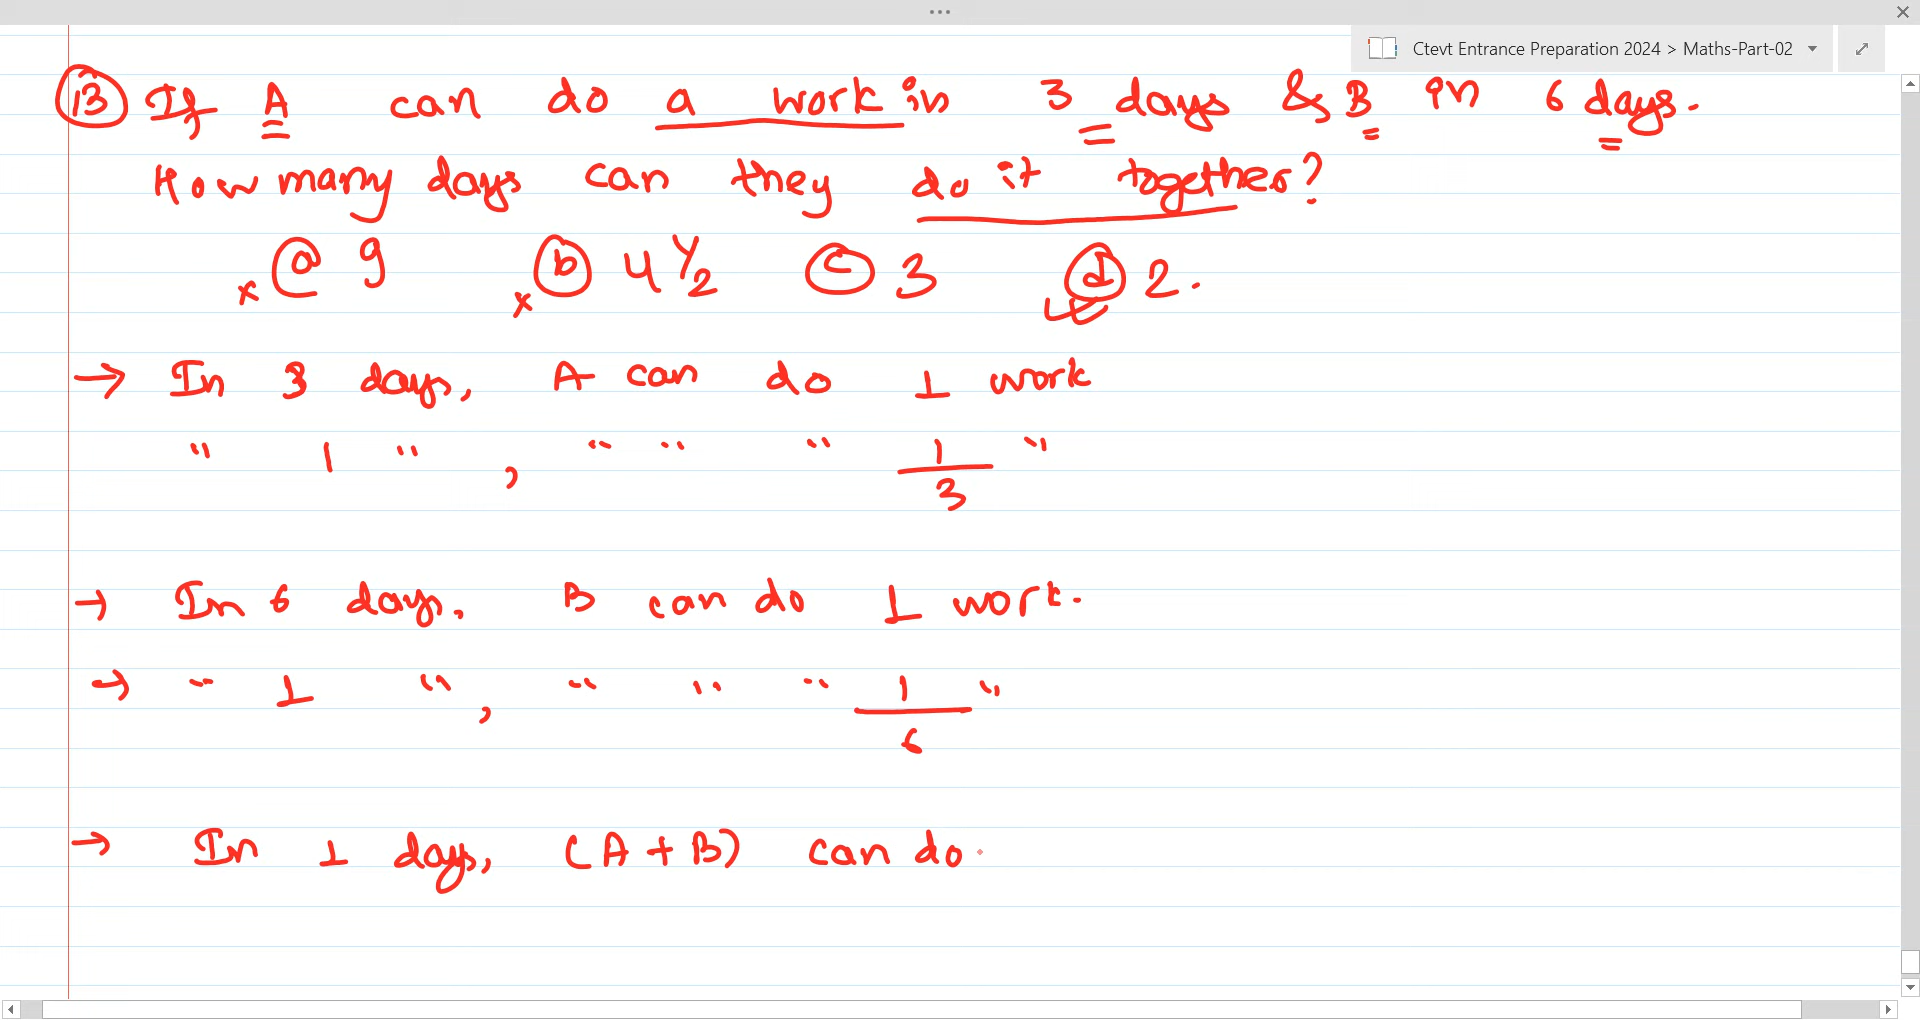 Ctevt Entrance Preparation 2024 > Maths-Part-02
(13) If A can do a work in 3 days & B in 6 days.
How many days can they do it together?
(a) 9 (b) 4 1/2 (c) 3 (d) 2.
→ In 3 days, A can do 1 work
" 1 " , " " " 1/3 "
→ In 6 days, B can do 1 work.
→ " 1 " , " " " 1/6 "
→ In 1 days, (A + B) can do